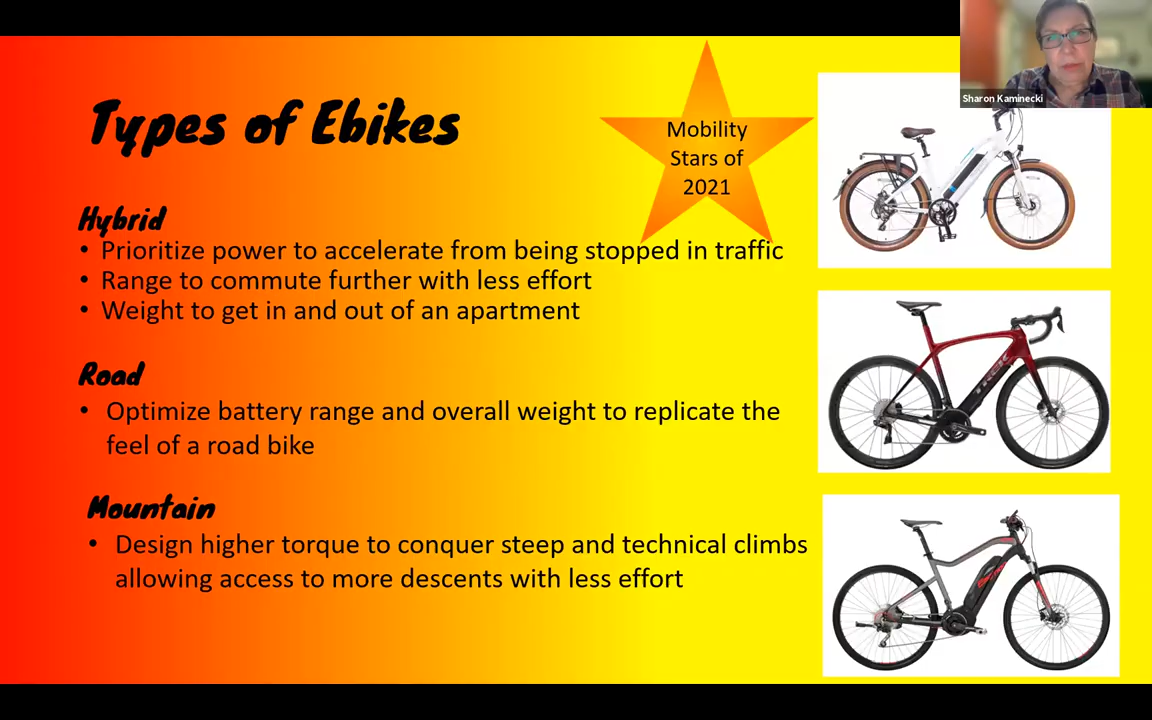 Types of Ebikes
Mobility
Stars of
2021
Sharon Kaminecki
Hybrid
• Prioritize power to accelerate from being stopped in traffic
• Range to commute further with less effort
• Weight to get in and out of an apartment
Road
• Optimize battery range and overall weight to replicate the
feel of a road bike
TREK
Mountain
• Design higher torque to conquer steep and technical climbs
allowing access to more descents with less effort